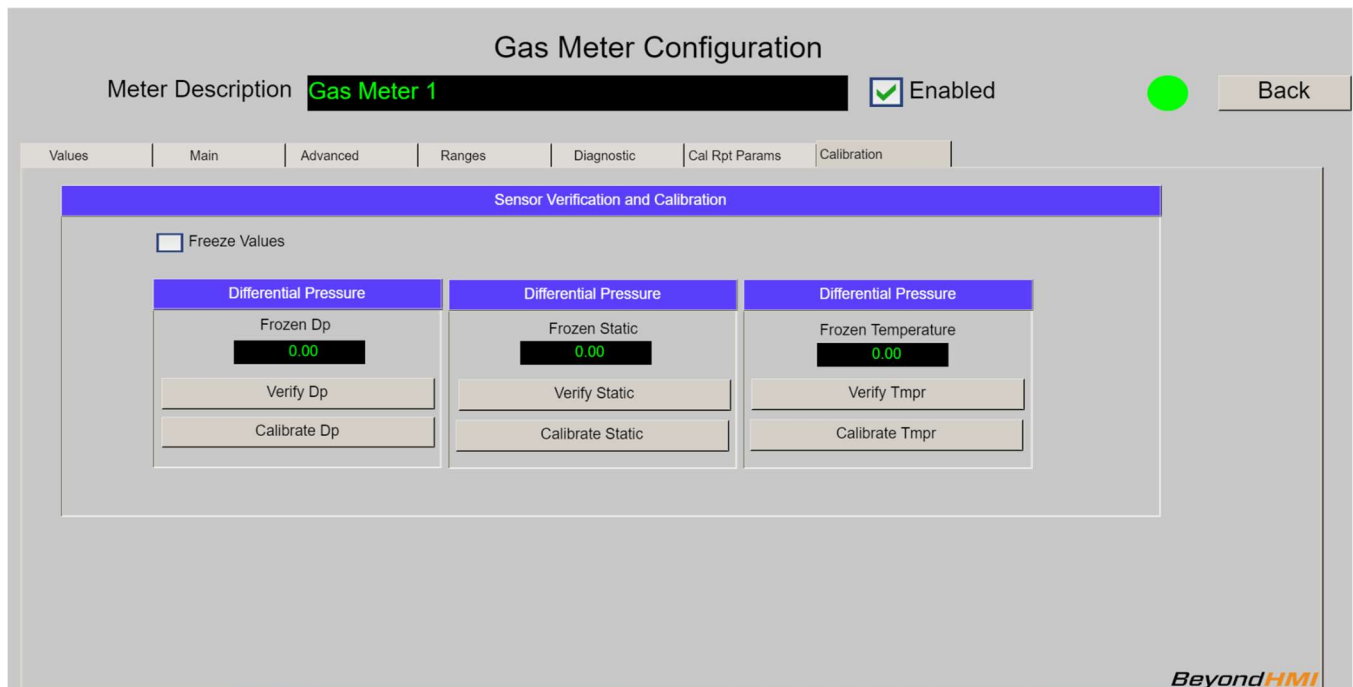 Gas Meter Configuration
Meter Description Gas Meter 1 Enabled Back
Values Main Advanced Ranges Diagnostic Cal Rpt Params Calibration
Sensor Verification and Calibration
Freeze Values
Differential Pressure Differential Pressure Differential Pressure
Frozen Dp Frozen Static Frozen Temperature
0.00 0.00 0.00
Verify Dp Verify Static Verify Tmpr
Calibrate Dp Calibrate Static Calibrate Tmpr
BeyondHMI